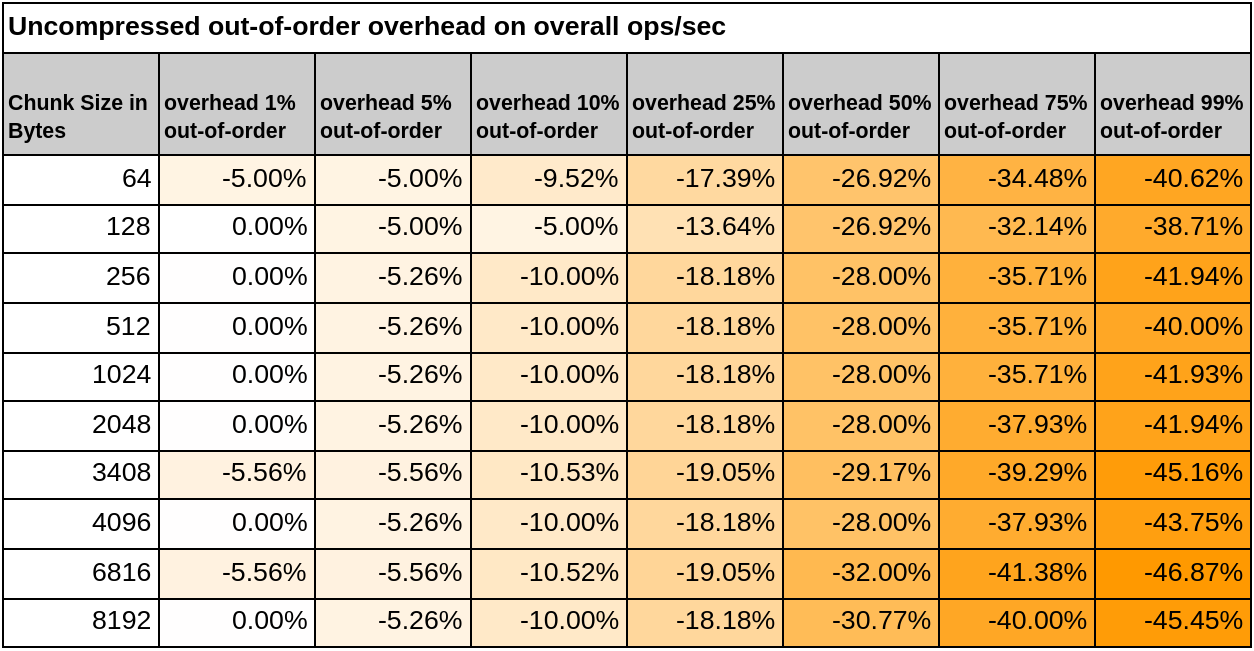 Uncompressed out-of-order overhead on overall ops/sec
Chunk Size in Bytes overhead 1% out-of-order overhead 5% out-of-order overhead 10% out-of-order overhead 25% out-of-order overhead 50% out-of-order overhead 75% out-of-order overhead 99% out-of-order
64 -5.00% -5.00% -9.52% -17.39% -26.92% -34.48% -40.62%
128 0.00% -5.00% -5.00% -13.64% -26.92% -32.14% -38.71%
256 0.00% -5.26% -10.00% -18.18% -28.00% -35.71% -41.94%
512 0.00% -5.26% -10.00% -18.18% -28.00% -35.71% -40.00%
1024 0.00% -5.26% -10.00% -18.18% -28.00% -35.71% -41.93%
2048 0.00% -5.26% -10.00% -18.18% -28.00% -37.93% -41.94%
3408 -5.56% -5.56% -10.53% -19.05% -29.17% -39.29% -45.16%
4096 0.00% -5.26% -10.00% -18.18% -28.00% -37.93% -43.75%
6816 -5.56% -5.56% -10.52% -19.05% -32.00% -41.38% -46.87%
8192 0.00% -5.26% -10.00% -18.18% -30.77% -40.00% -45.45%